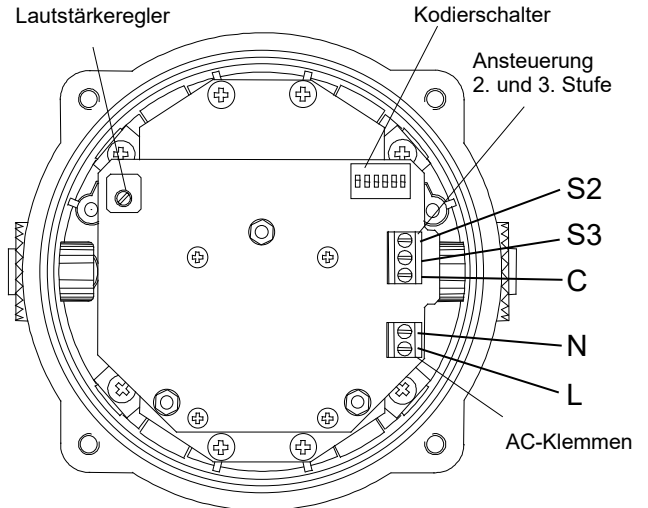 Lautstärkeregler
Kodierschalter
Ansteuerung
2. und 3. Stufe
S2
S3
C
N
L
AC-Klemmen